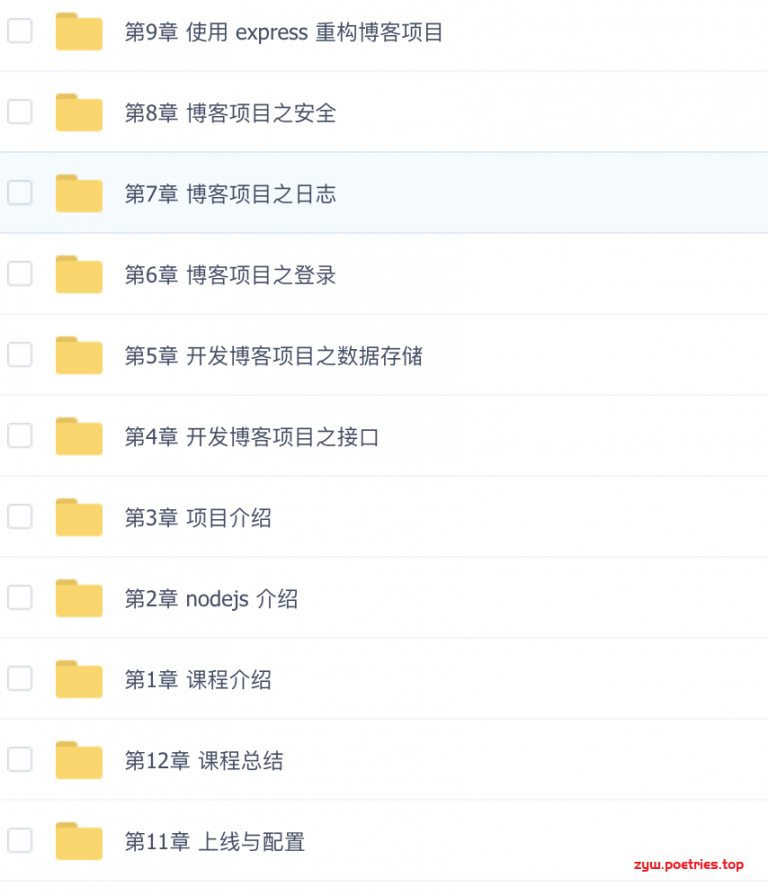 第9章 使用 express 重构博客项目
第8章 博客项目之安全
第7章 博客项目之日志
第6章 博客项目之登录
第5章 开发博客项目之数据存储
第4章 开发博客项目之接口
第3章 项目介绍
第2章 nodejs 介绍
第1章 课程介绍
第12章 课程总结
第11章 上线与配置
zyw.poetries.top